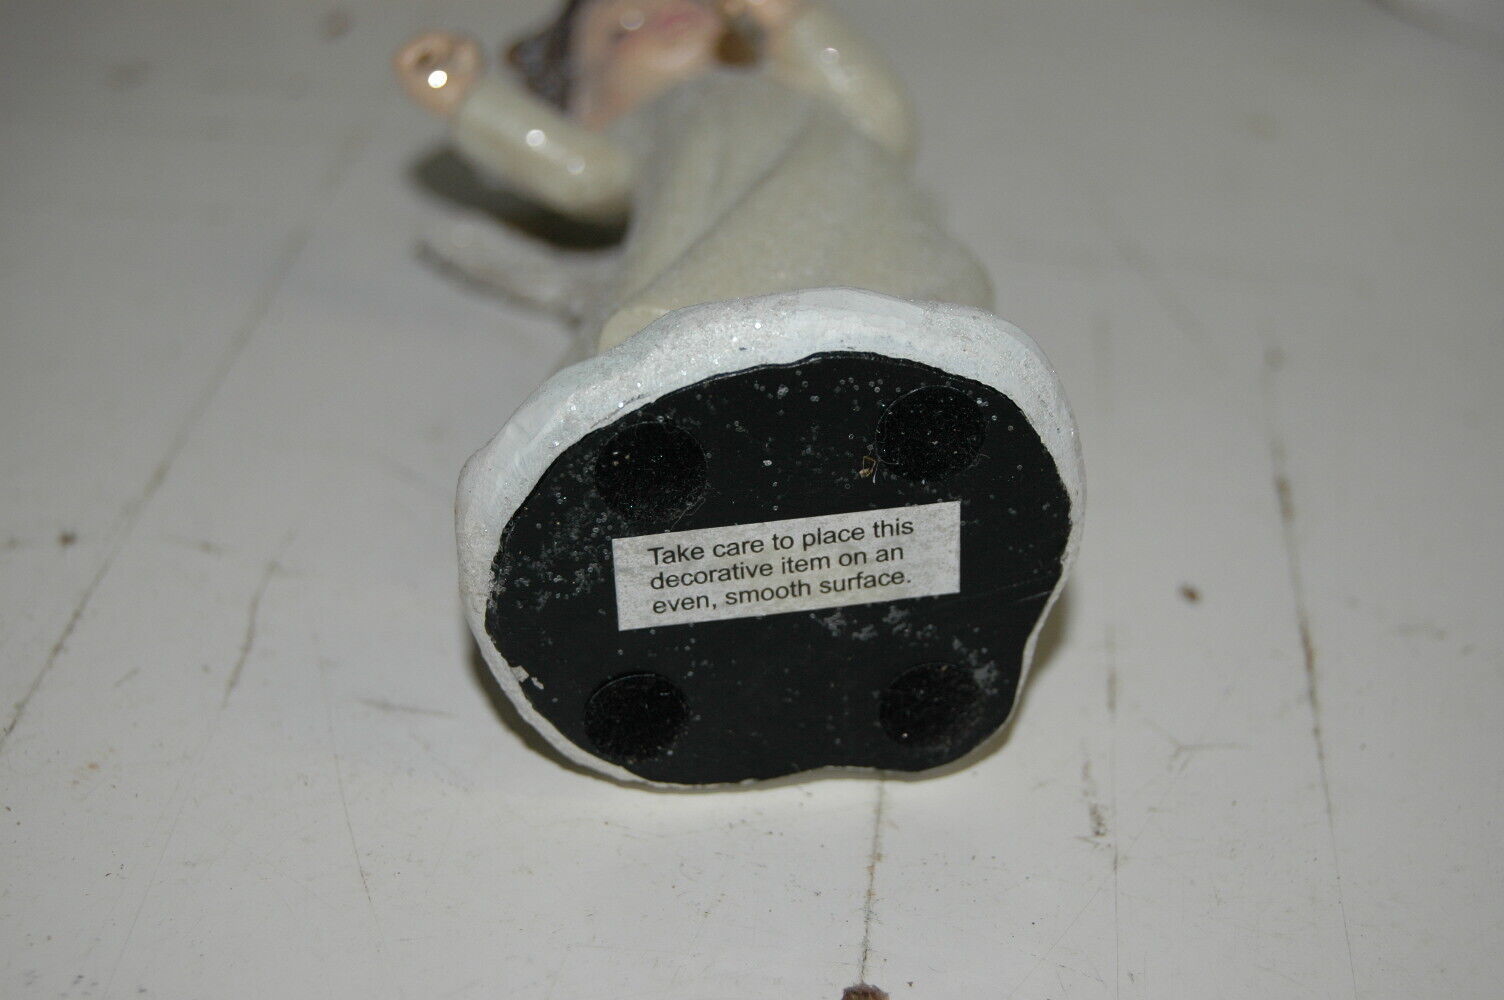 Take care to place this
decorative item on an
even, smooth surface.